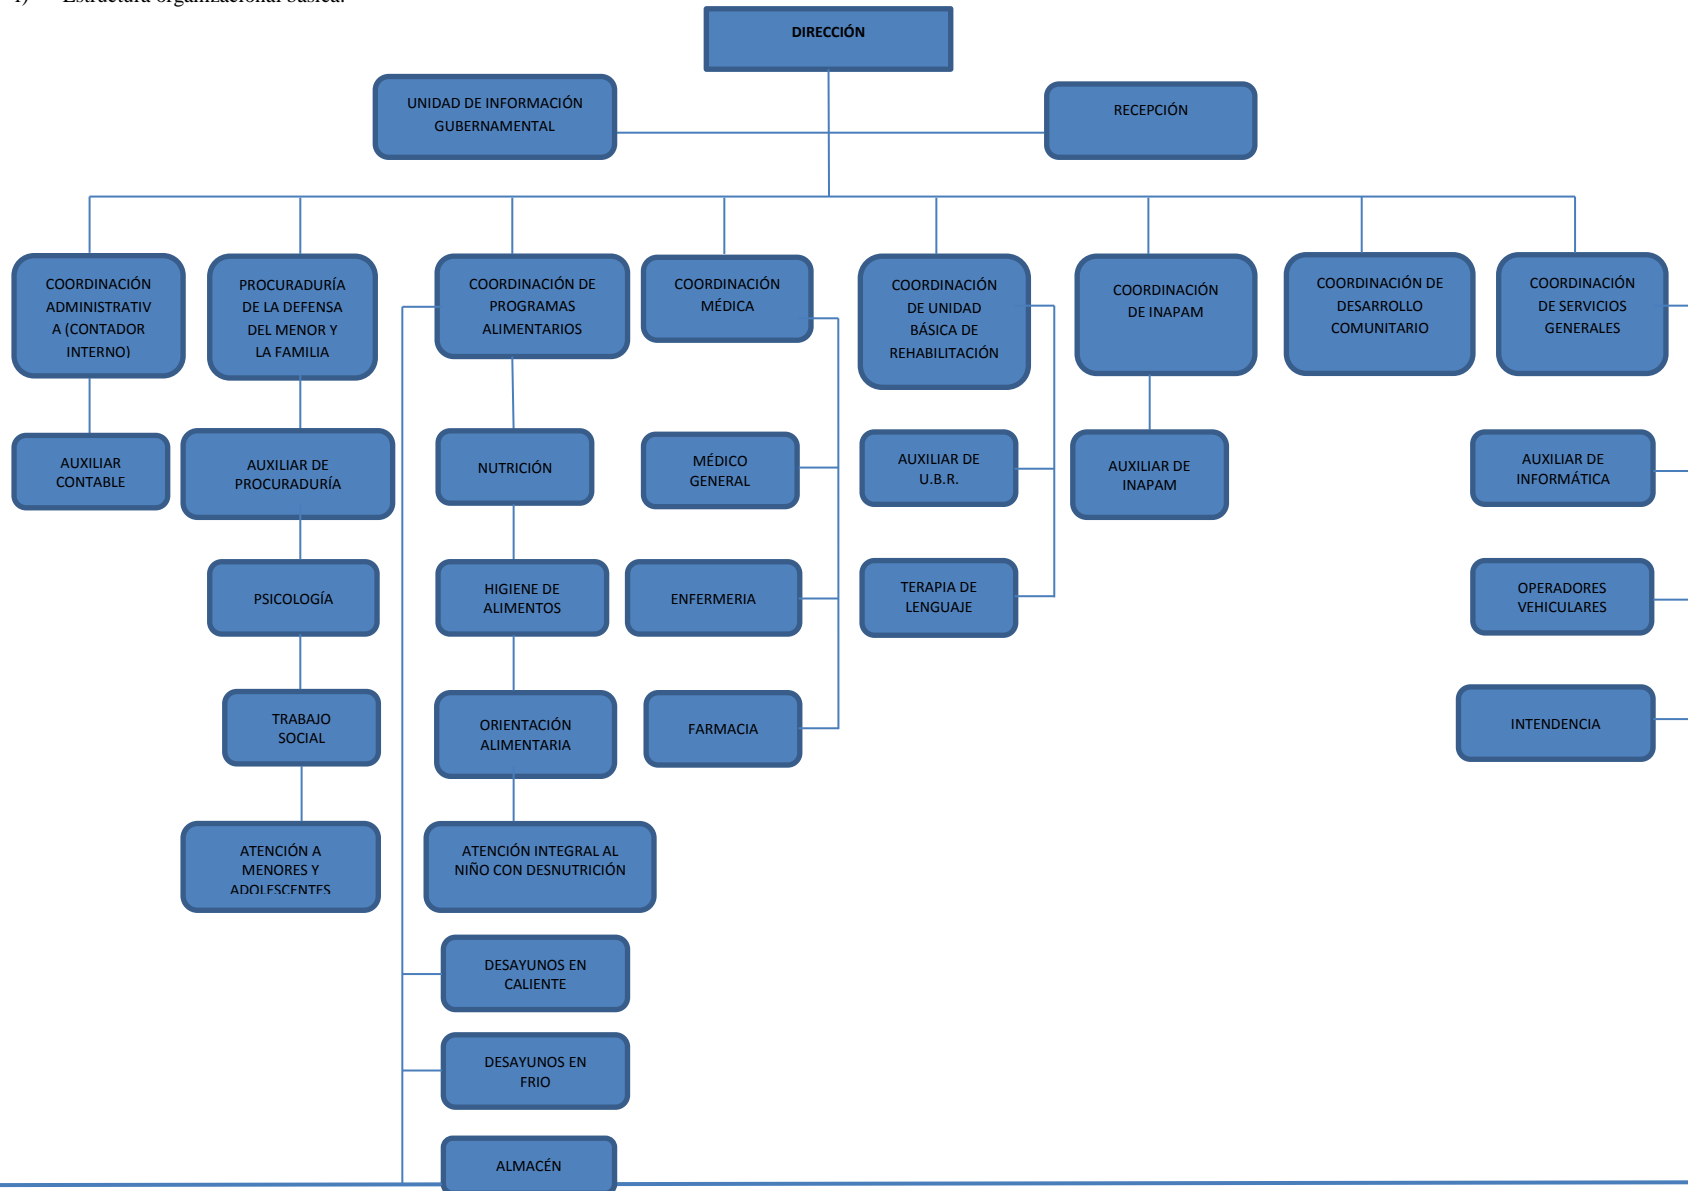 Estructura organizacional básica.
DIRECCIÓN
UNIDAD DE INFORMACIÓN
GUBERNAMENTAL
RECEPCIÓN
COORDINACIÓN
ADMINISTRATIV
A (CONTADOR
INTERNO)
PROCURADURÍA
DE LA DEFENSA
DEL MENOR Y
LA FAMILIA
COORDINACIÓN DE
PROGRAMAS
ALIMENTARIOS
COORDINACIÓN
MÉDICA
COORDINACIÓN
DE UNIDAD
BÁSICA DE
REHABILITACIÓN
COORDINACIÓN
DE INAPAM
COORDINACIÓN DE
DESARROLLO
COMUNITARIO
COORDINACIÓN
DE SERVICIOS
GENERALES
AUXILIAR
CONTABLE
AUXILIAR DE
PROCURADURÍA
NUTRICIÓN
MÉDICO
GENERAL
AUXILIAR DE
U.B.R.
AUXILIAR DE
INAPAM
AUXILIAR DE
INFORMÁTICA
PSICOLOGÍA
HIGIENE DE
ALIMENTOS
ENFERMERIA
TERAPIA DE
LENGUAJE
OPERADORES
VEHICULARES
TRABAJO
SOCIAL
ORIENTACIÓN
ALIMENTARIA
FARMACIA
INTENDENCIA
ATENCIÓN A
MENORES Y
ADOLESCENTES
ATENCIÓN INTEGRAL AL
NIÑO CON DESNUTRICIÓN
DESAYUNOS EN
CALIENTE
DESAYUNOS EN
FRIO
ALMACÉN